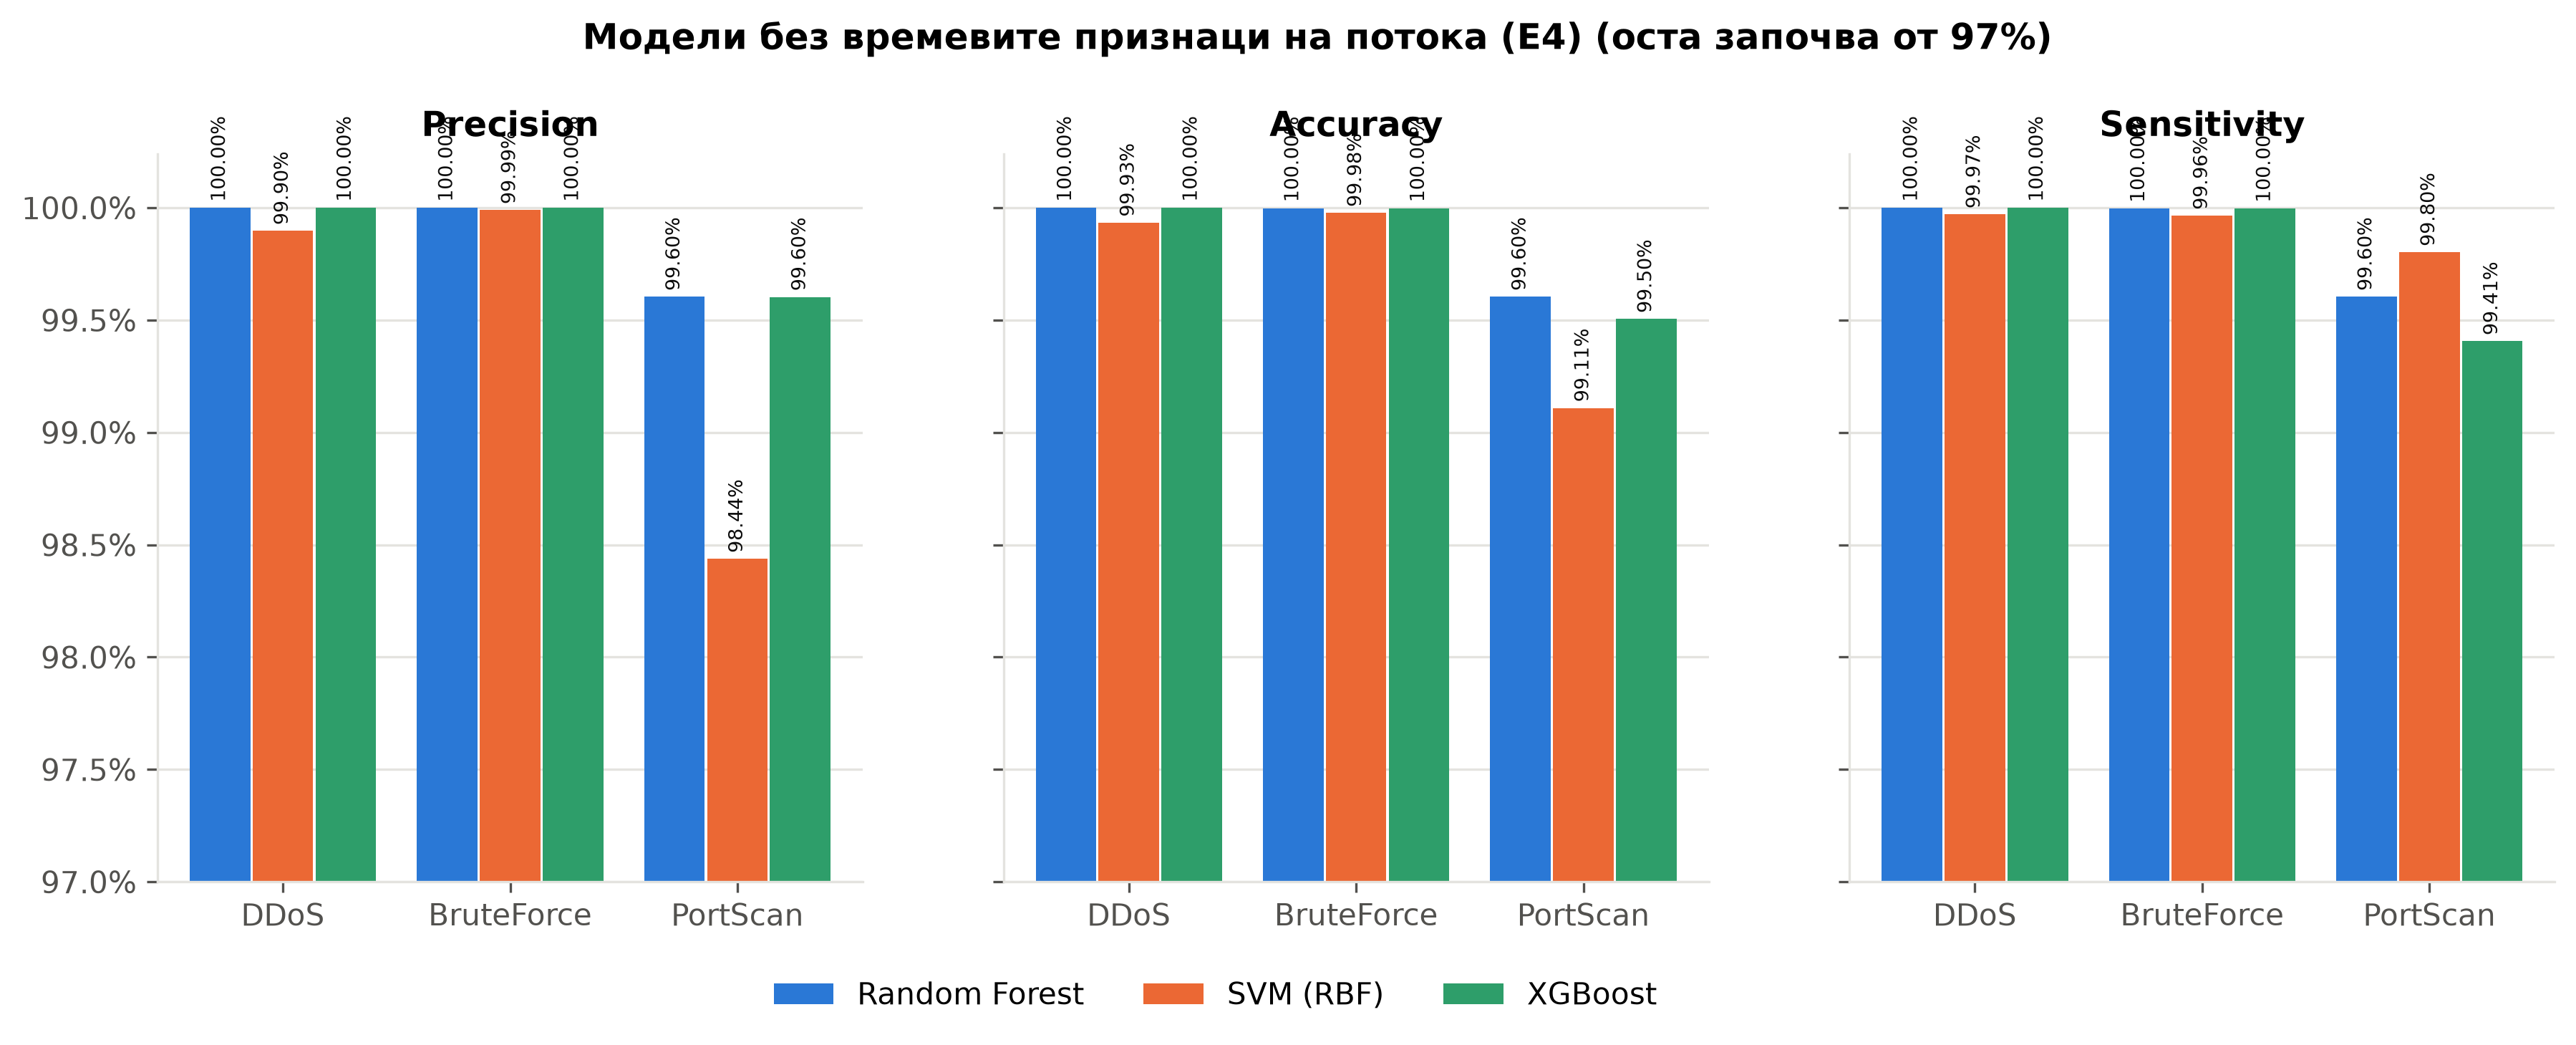 Модели без времевите признаци на потока (E4) (оста започва от 97%)
Precision
100.00%
99.90%
100.00%
100.00%
99.99%
100.00%
99.60%
98.44%
99.60%
100.0%
99.5%
99.0%
98.5%
98.0%
97.5%
97.0%
DDoS
BruteForce
PortScan
Accuracy
100.00%
99.93%
100.00%
100.00%
99.98%
100.00%
99.60%
99.11%
99.50%
DDoS
BruteForce
PortScan
Sensitivity
100.00%
99.97%
100.00%
100.00%
99.96%
100.00%
99.60%
99.80%
99.41%
DDoS
BruteForce
PortScan
Random Forest
SVM (RBF)
XGBoost